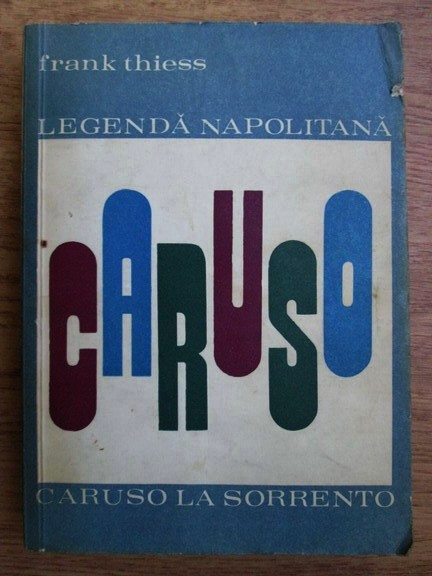 frank thiess
LEGENDĂ NAPOLITANĂ
CARUSO
CARUSO LA SORRENTO